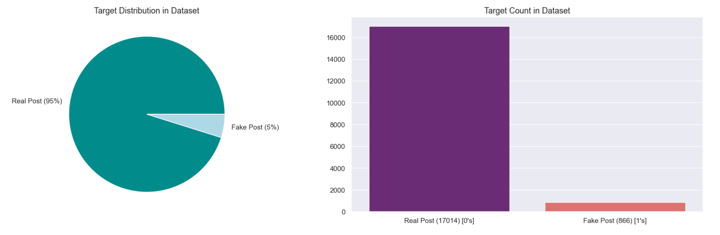 Target Distribution in Dataset
Real Post (95%)
Fake Post (5%)
Target Count in Dataset
16000
14000
12000
10000
8000
6000
4000
2000
0
Real Post (17014) [0's]
Fake Post (866) [1's]